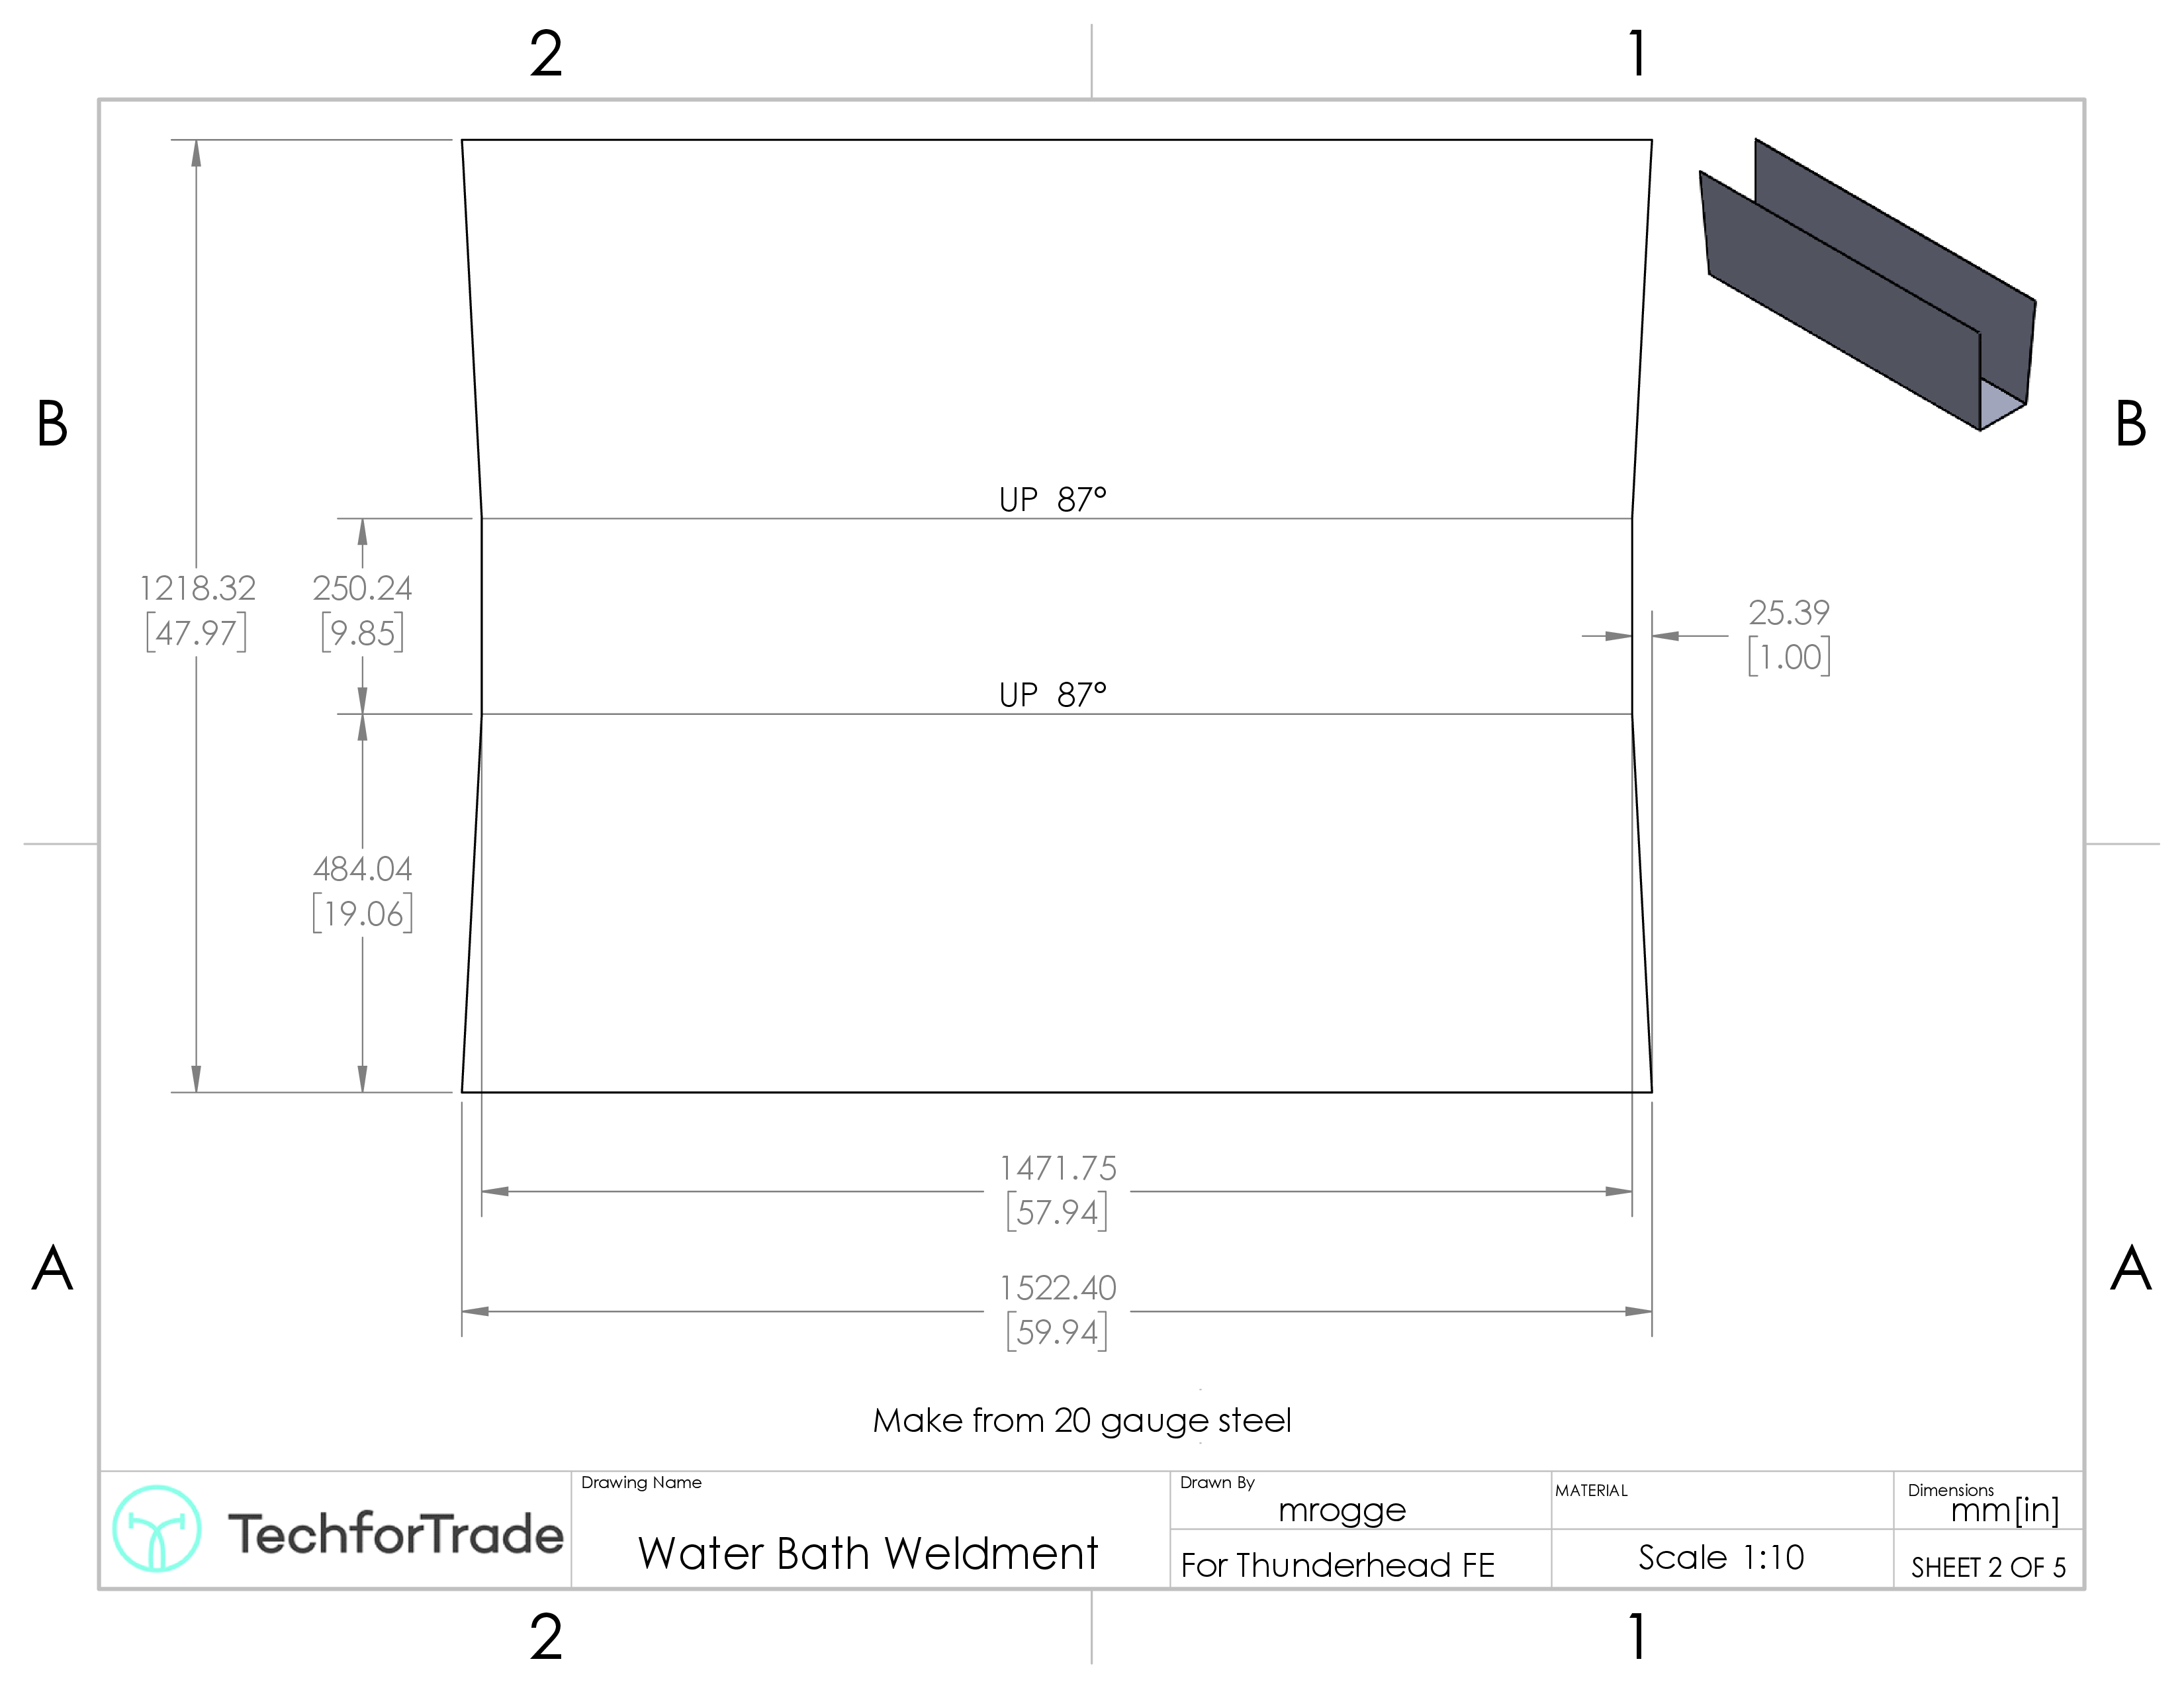 2 1
B B
UP 87°
1218.32
[47.97]
250.24
[9.85]
25.39
[1.00]
UP 87°
484.04
[19.06]
1471.75
[57.94]
A A
1522.40
[59.94]
Make from 20 gauge steel
TechforTrade
Drawing Name
Water Bath Weldment
Drawn By
mrogge
For Thunderhead FE
MATERIAL
Scale 1:10
Dimensions
mm[in]
SHEET 2 OF 5
2 1